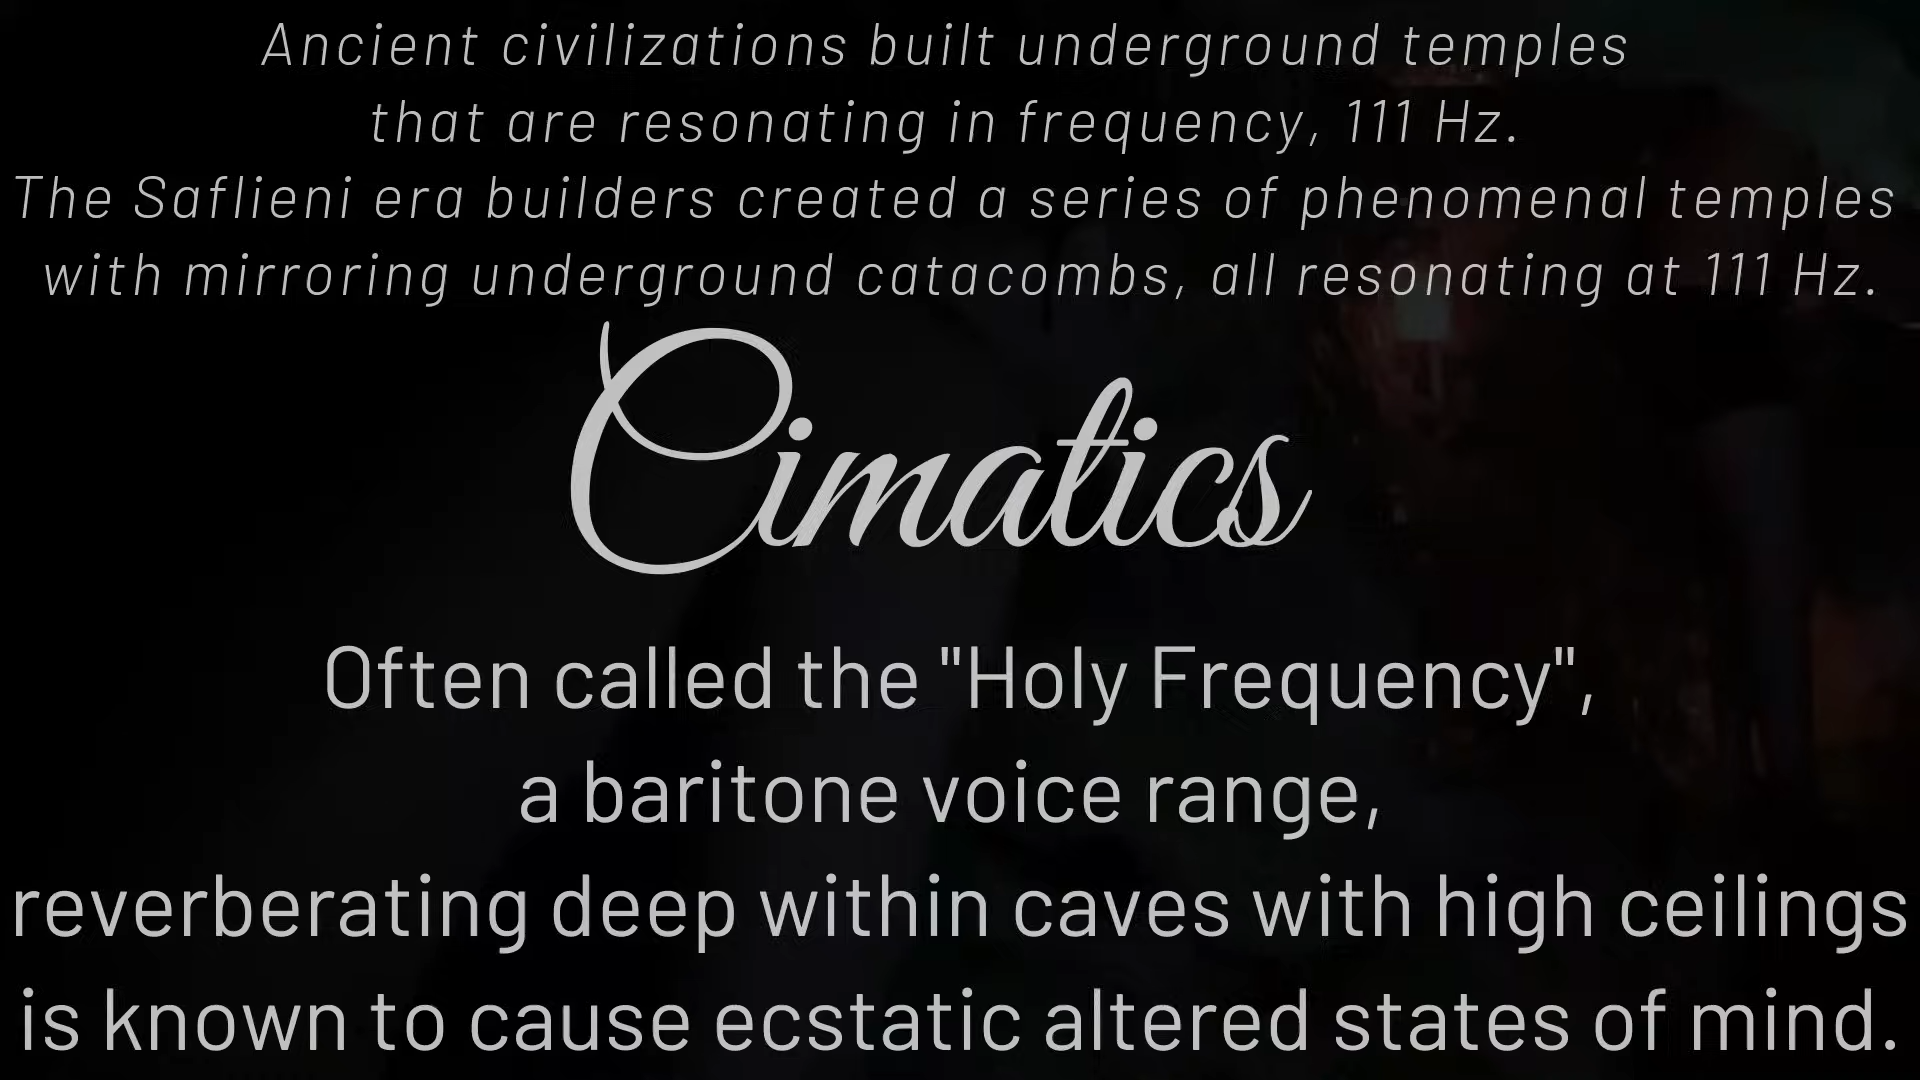 Ancient civilizations built underground temples
that are resonating in frequency, 111 Hz.
The Saflieni era builders created a series of phenomenal temples
with mirroring underground catacombs, all resonating at 111 Hz.
Cimatics
Often called the "Holy Frequency",
a baritone voice range,
reverberating deep within caves with high ceilings
is known to cause ecstatic altered states of mind.